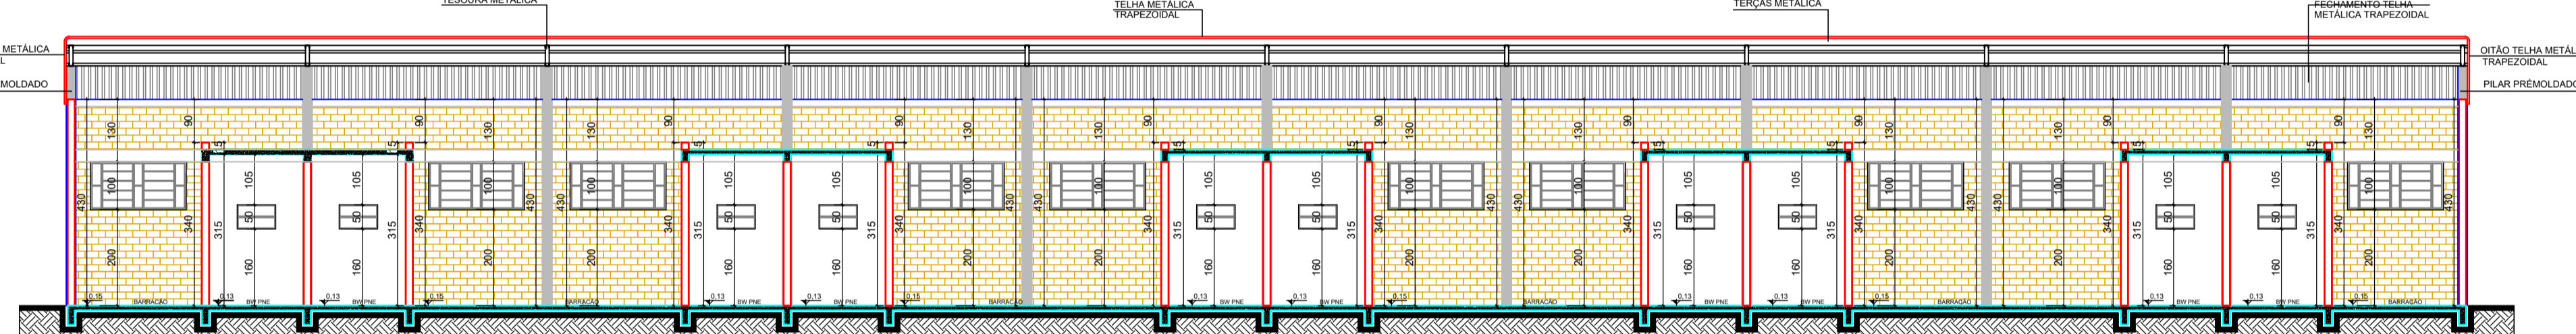 TESOURA METÁLICA
TELHA METÁLICA
TRAPEZOIDAL
TERÇAS METÁLICA
FECHAMENTO TELHA
METÁLICA TRAPEZOIDAL
METÁLICA
L
OITÃO TELHA METÁL
TRAPEZOIDAL
MOLDADO
PILAR PRÉMOLDADO
90 90 90 90 90 90 90 90 90 90
130 130 130 130 130 130 130 130 130 130
15 15 15 15 15 15 15 15 15 15
105 105 105 105 105 105 105 105 105 105
100 100 100 100 100 100 100 100 100 100
430 430 430 430 430 430 430 430 430 430
50 50 50 50 50 50 50 50 50 50
340 340 340 340 340 340 340 340 340 340
315 315 315 315 315 315 315 315 315 315
200 200 200 200 200 200 200 200 200 200
160 160 160 160 160 160 160 160 160 160
0,15 BARRACÃO 0,13 BW PNE 0,13 BW PNE 0,15 BARRACÃO 0,13 BW PNE 0,13 BW PNE 0,15 BARRACÃO 0,13 BW PNE 0,13 BW PNE 0,15 BARRACÃO 0,13 BW PNE 0,13 BW PNE 0,15 BARRACÃO 0,13 BW PNE 0,13 BW PNE 0,15 BARRACÃO